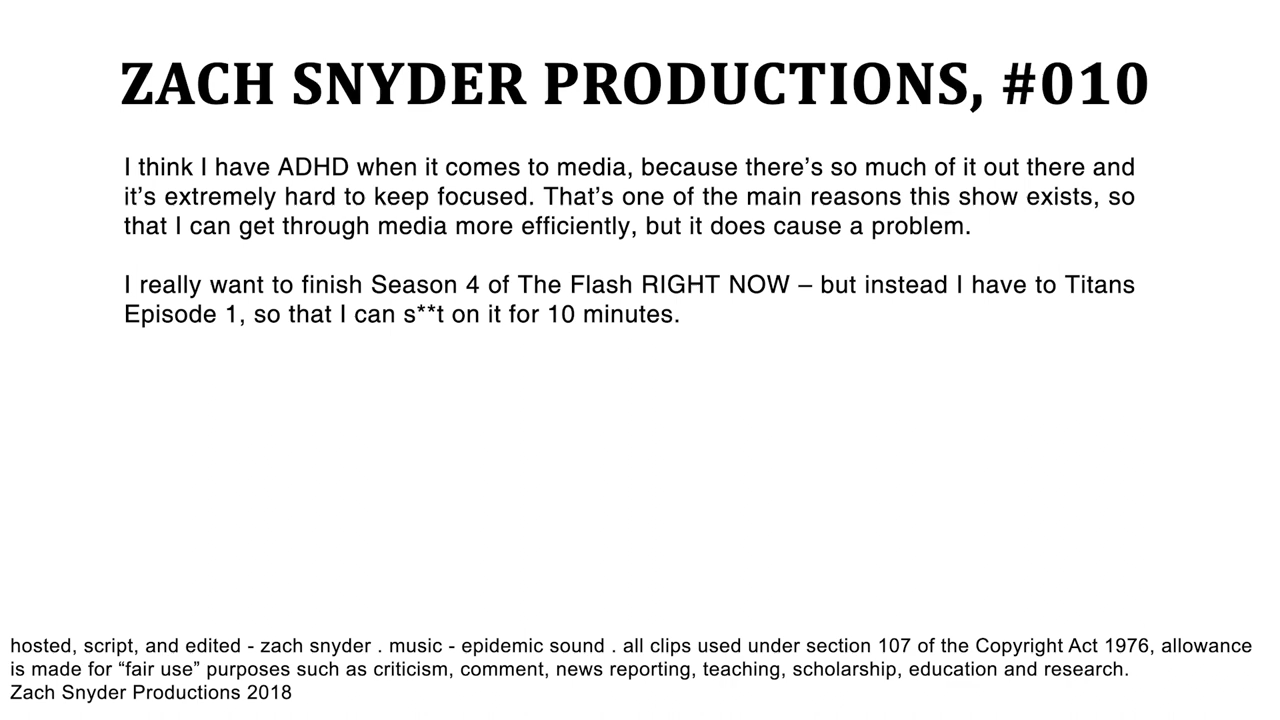 ZACH SNYDER PRODUCTIONS, #010
I think I have ADHD when it comes to media, because there’s so much of it out there and
it’s extremely hard to keep focused. That’s one of the main reasons this show exists, so
that I can get through media more efficiently, but it does cause a problem.
I really want to finish Season 4 of The Flash RIGHT NOW – but instead I have to Titans
Episode 1, so that I can s**t on it for 10 minutes.
hosted, script, and edited - zach snyder . music - epidemic sound . all clips used under section 107 of the Copyright Act 1976, allowance
is made for “fair use” purposes such as criticism, comment, news reporting, teaching, scholarship, education and research.
Zach Snyder Productions 2018